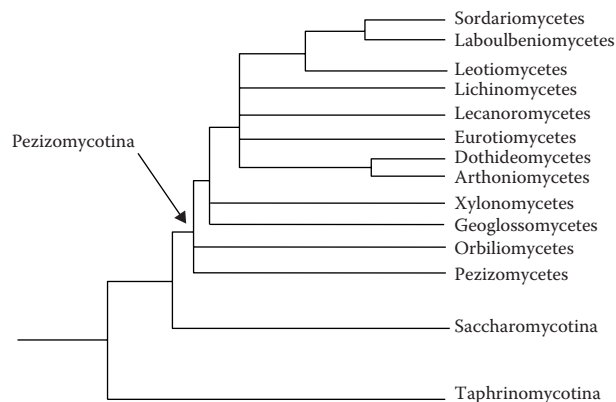 Sordariomycetes
Laboulbeniomycetes
Leotiomycetes
Lichinomycetes
Lecanoromycetes
Eurotiomycetes
Pezizomycotina
Dothideomycetes
Arthoniomycetes
Xylonomycetes
Geoglossomycetes
Orbiliomycetes
Pezizomycetes
Saccharomycotina
Taphrinomycotina